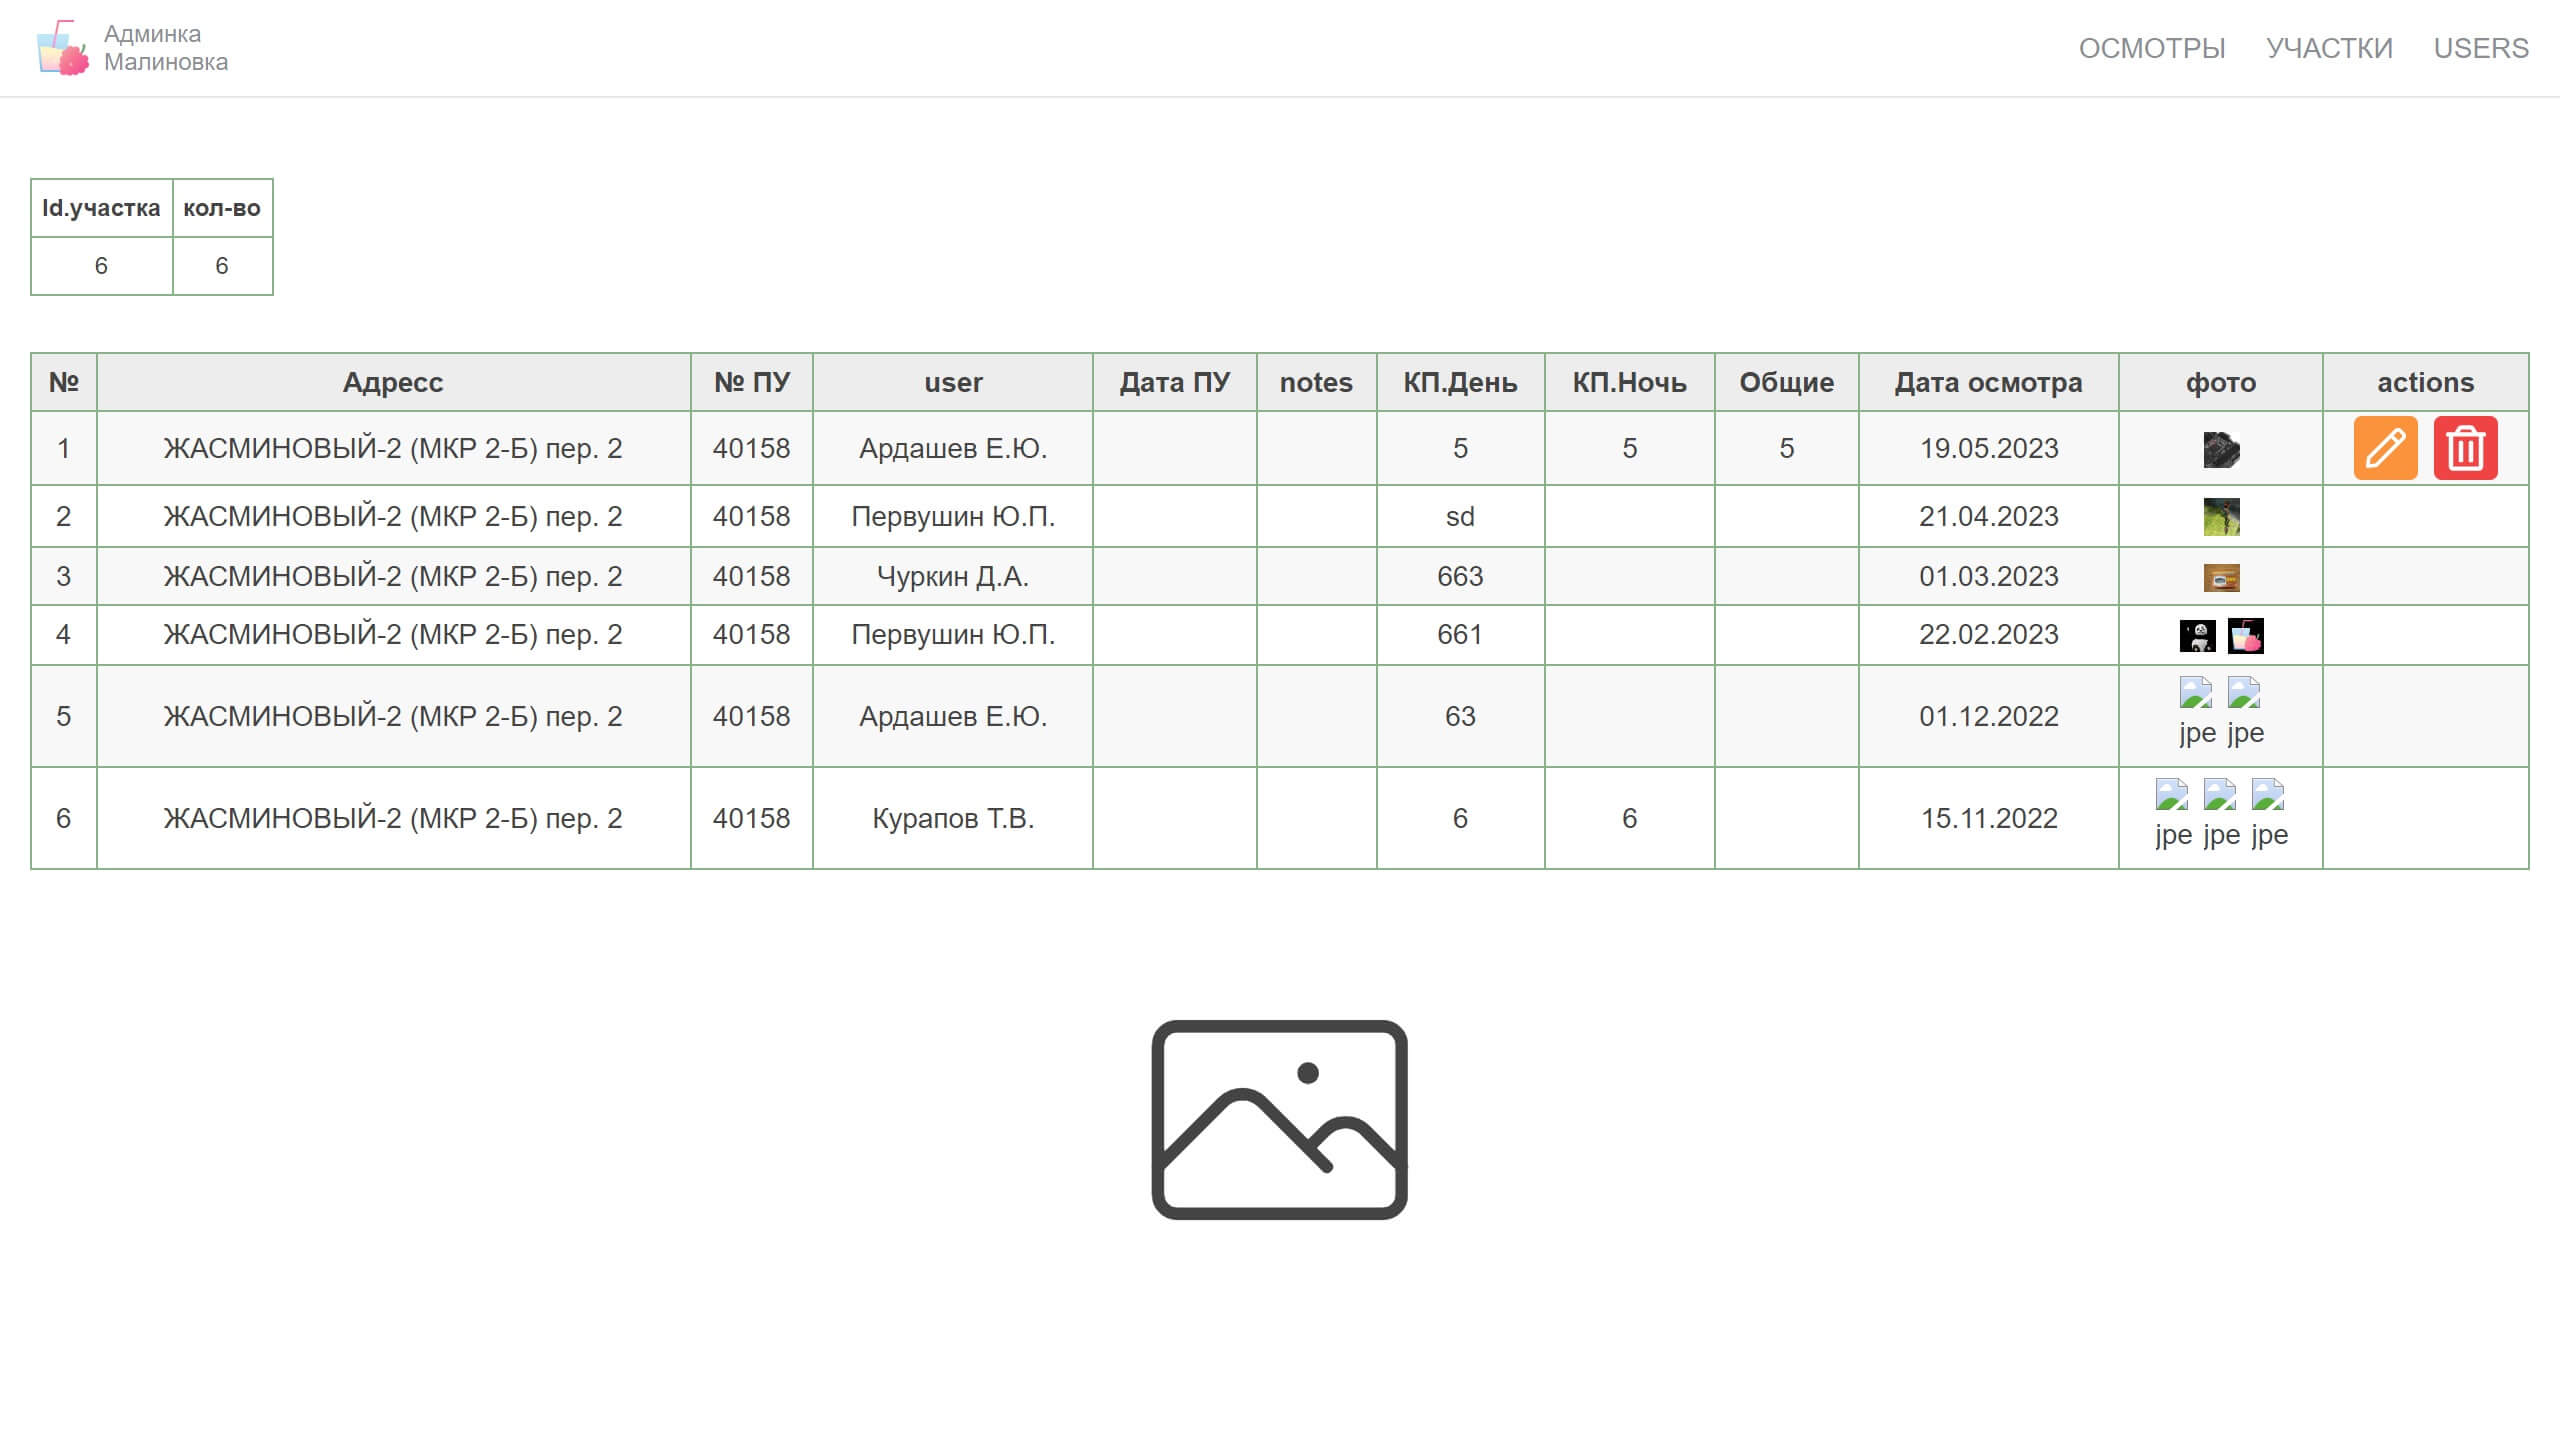 Админка
Малиновка
ОСМОТРЫ УЧАСТКИ USERS
Id.участка кол-во
6 6
№ Адресс № ПУ user Дата ПУ notes КП.День КП.Ночь Общие Дата осмотра фото actions
1 ЖАСМИНОВЫЙ-2 (МКР 2-Б) пер. 2 40158 Ардашев Е.Ю. 5 5 5 19.05.2023
2 ЖАСМИНОВЫЙ-2 (МКР 2-Б) пер. 2 40158 Первушин Ю.П. sd 21.04.2023
3 ЖАСМИНОВЫЙ-2 (МКР 2-Б) пер. 2 40158 Чуркин Д.А. 663 01.03.2023
4 ЖАСМИНОВЫЙ-2 (МКР 2-Б) пер. 2 40158 Первушин Ю.П. 661 22.02.2023
5 ЖАСМИНОВЫЙ-2 (МКР 2-Б) пер. 2 40158 Ардашев Е.Ю. 63 01.12.2022 jpe jpe
6 ЖАСМИНОВЫЙ-2 (МКР 2-Б) пер. 2 40158 Курапов Т.В. 6 6 15.11.2022 jpe jpe jpe